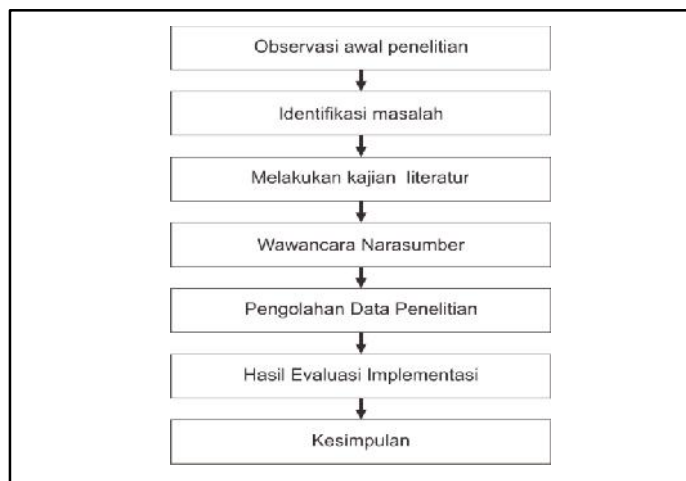 Observasi awal penelitian
Identifikasi masalah
Melakukan kajian literatur
Wawancara Narasumber
Pengolahan Data Penelitian
Hasil Evaluasi Implementasi
Kesimpulan